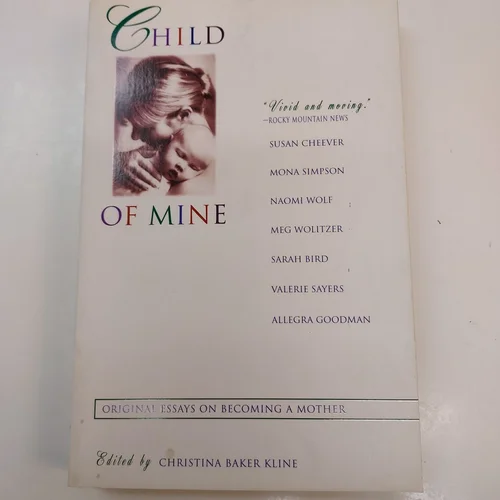 CHILD
OF MINE
"Vivid and moving."
—ROCKY MOUNTAIN NEWS
SUSAN CHEEVER
MONA SIMPSON
NAOMI WOLF
MEG WOLITZER
SARAH BIRD
VALERIE SAYERS
ALLEGRA GOODMAN
ORIGINAL ESSAYS ON BECOMING A MOTHER
Edited by CHRISTINA BAKER KLINE